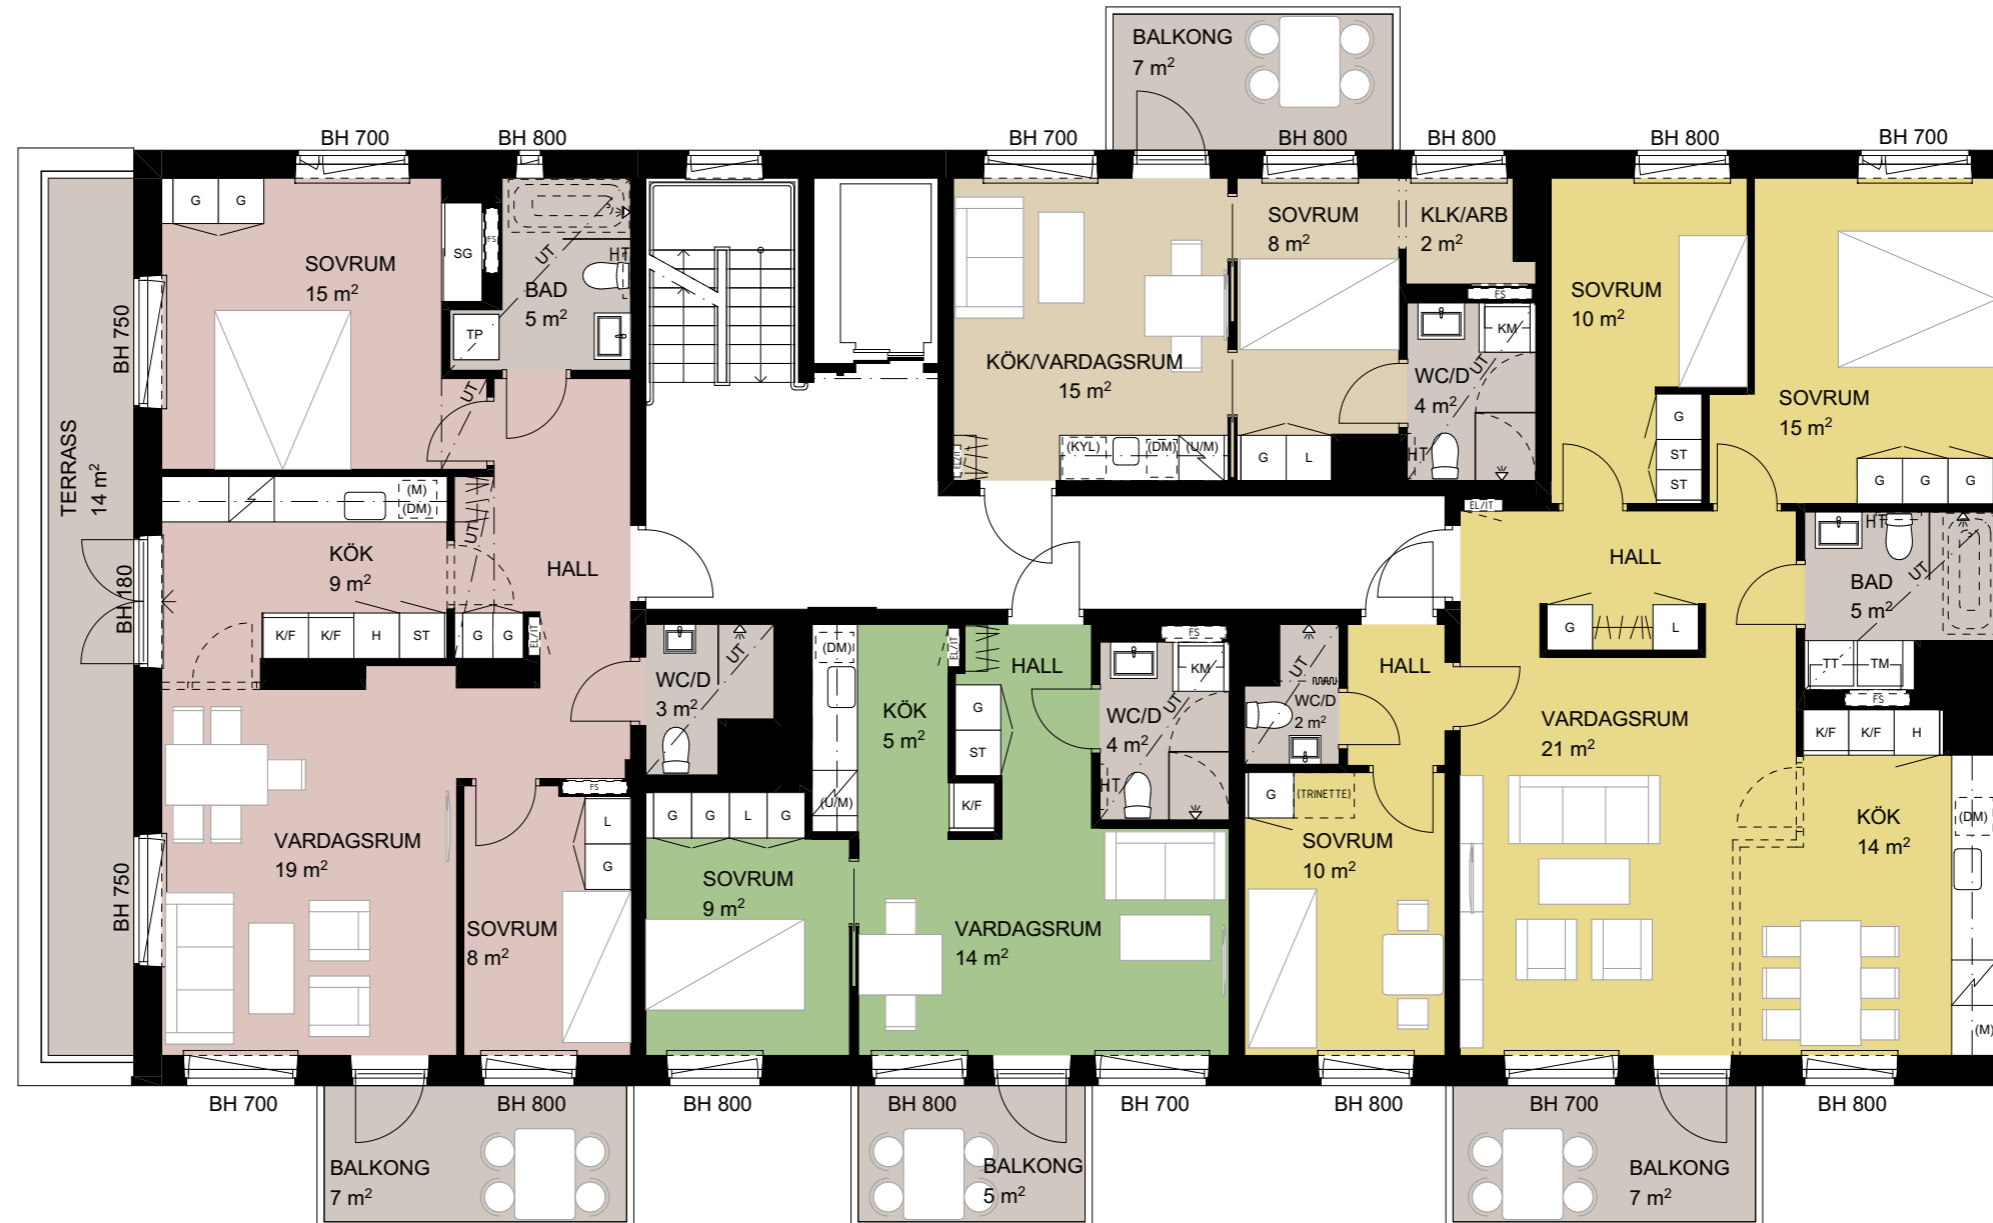 BALKONG
7 m²
BH 700
BH 800
BH 700
BH 800
BH 800
BH 800
BH 700
G
G
SG
FS
UT
HT
SOVRUM
15 m²
BAD
5 m²
TP
UT
BH 750
TERRASS
14 m²
SOVRUM
8 m²
KLK/ARB
2 m²
FS
KM
UT
KÖK/VARDAGSRUM
15 m²
WC/D
4 m²
HT
EL/IT
(KYL)
(DM)
(U/M)
G
L
SOVRUM
10 m²
SOVRUM
15 m²
G
ST
ST
G
G
G
(M)
(DM)
UT
KÖK
9 m²
HALL
BH 180
K/F
K/F
H
ST
G
G
EL/IT
EL/IT
HALL
HT
BAD
5 m²
UT
G
L
TT
TM
FS
WC/D
3 m²
UT
(DM)
EL/IT
HALL
KÖK
5 m²
G
ST
K/F
(U/M)
FS
KM
UT
WC/D
4 m²
HT
UT
WC/D
2 m²
HALL
VARDAGSRUM
21 m²
K/F
K/F
H
FS
L
G
G
G
L
G
G
(TRINETTE)
VARDAGSRUM
19 m²
BH 750
SOVRUM
8 m²
SOVRUM
9 m²
VARDAGSRUM
14 m²
SOVRUM
10 m²
KÖK
14 m²
(DM)
(M)
BH 700
BH 800
BH 800
BH 800
BH 700
BH 800
BH 700
BH 800
BALKONG
7 m²
BALKONG
5 m²
BALKONG
7 m²